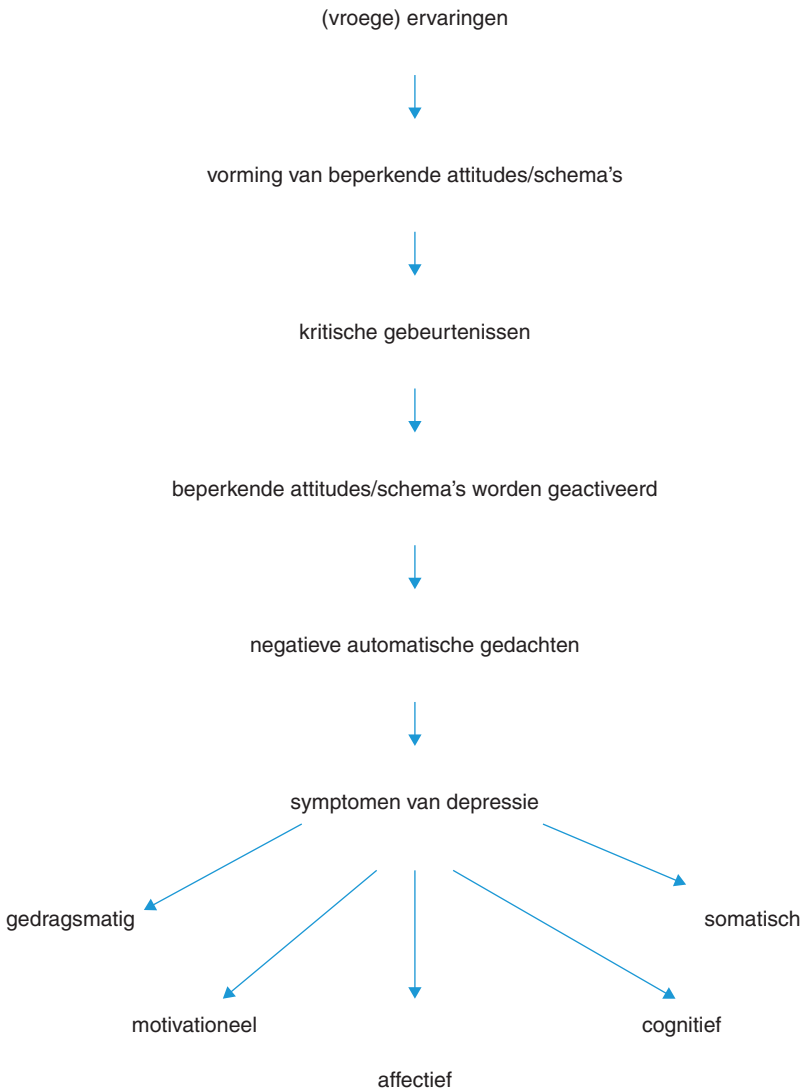 (vroege) ervaringen
vorming van beperkende attitudes/schema's
kritische gebeurtenissen
beperkende attitudes/schema's worden geactiveerd
negatieve automatische gedachten
symptomen van depressie
gedragsmatig
somatisch
motivationeel
cognitief
affectief